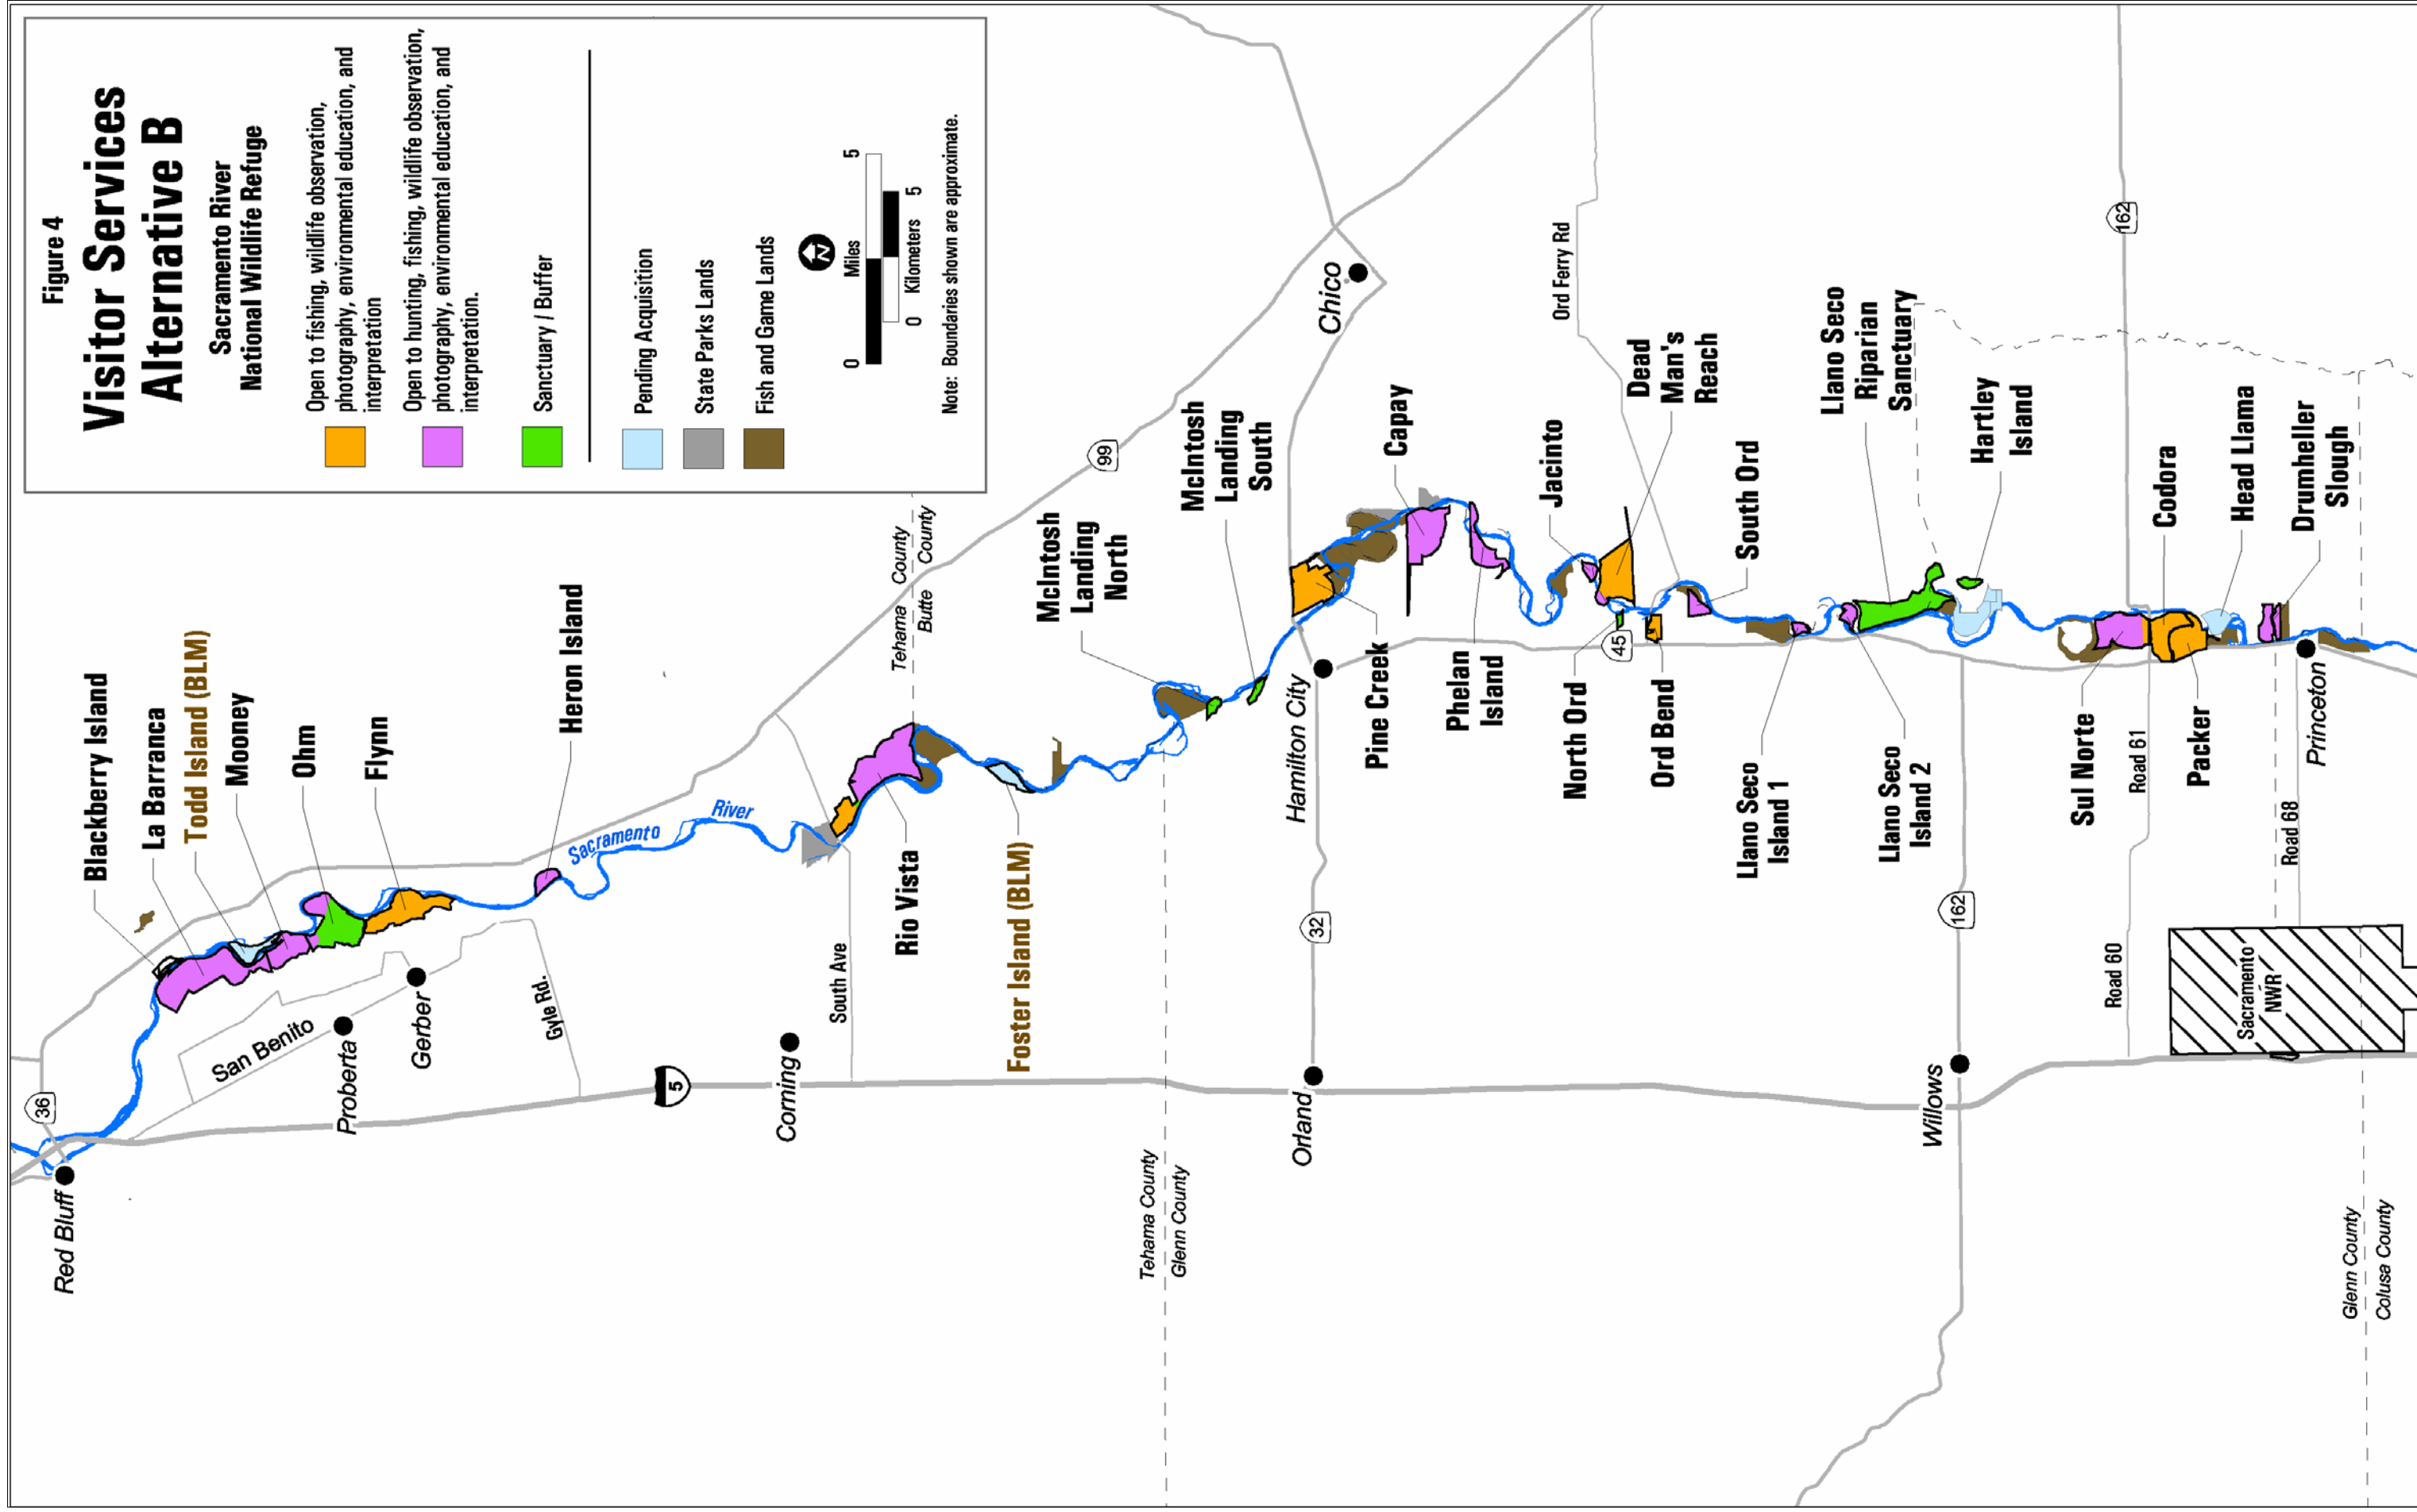 Figure 4
Visitor Services
Alternative B
Sacramento River
National Wildlife Refuge
Open to fishing, wildlife observation,
photography, environmental education, and
interpretation
Open to hunting, fishing, wildlife observation,
photography, environmental education, and
interpretation.
Sanctuary / Buffer
Pending Acquisition
State Parks Lands
Fish and Game Lands
N
0
Miles
5
0
Kilometers
5
Note: Boundaries shown are approximate.
36
Red Bluff
Blackberry Island
La Barranca
Todd Island (BLM)
Mooney
Ohm
Flynn
San Benito
Proberta
Gerber
Gyle Rd.
Heron Island
Sacramento
River
5
Corning
South Ave
Rio Vista
Tehama County
Butte County
Foster Island (BLM)
99
McIntosh
Landing
North
Tehama County
Glenn County
McIntosh
Landing
South
Hamilton City
32
Orland
Chico
Pine Creek
Capay
Phelan
Island
Jacinto
Ord Ferry Rd
North Ord
45
Dead
Man's
Reach
Ord Bend
South Ord
Llano Seco
Island 1
Llano Seco
Riparian
Sanctuary
Llano Seco
Island 2
Hartley
Island
162
Willows
162
Sul Norte
Codora
Road 61
Road 60
Packer
Head Llama
Drumheller
Slough
Road 68
Princeton
Sacramento
NWR
Glenn County
Colusa County